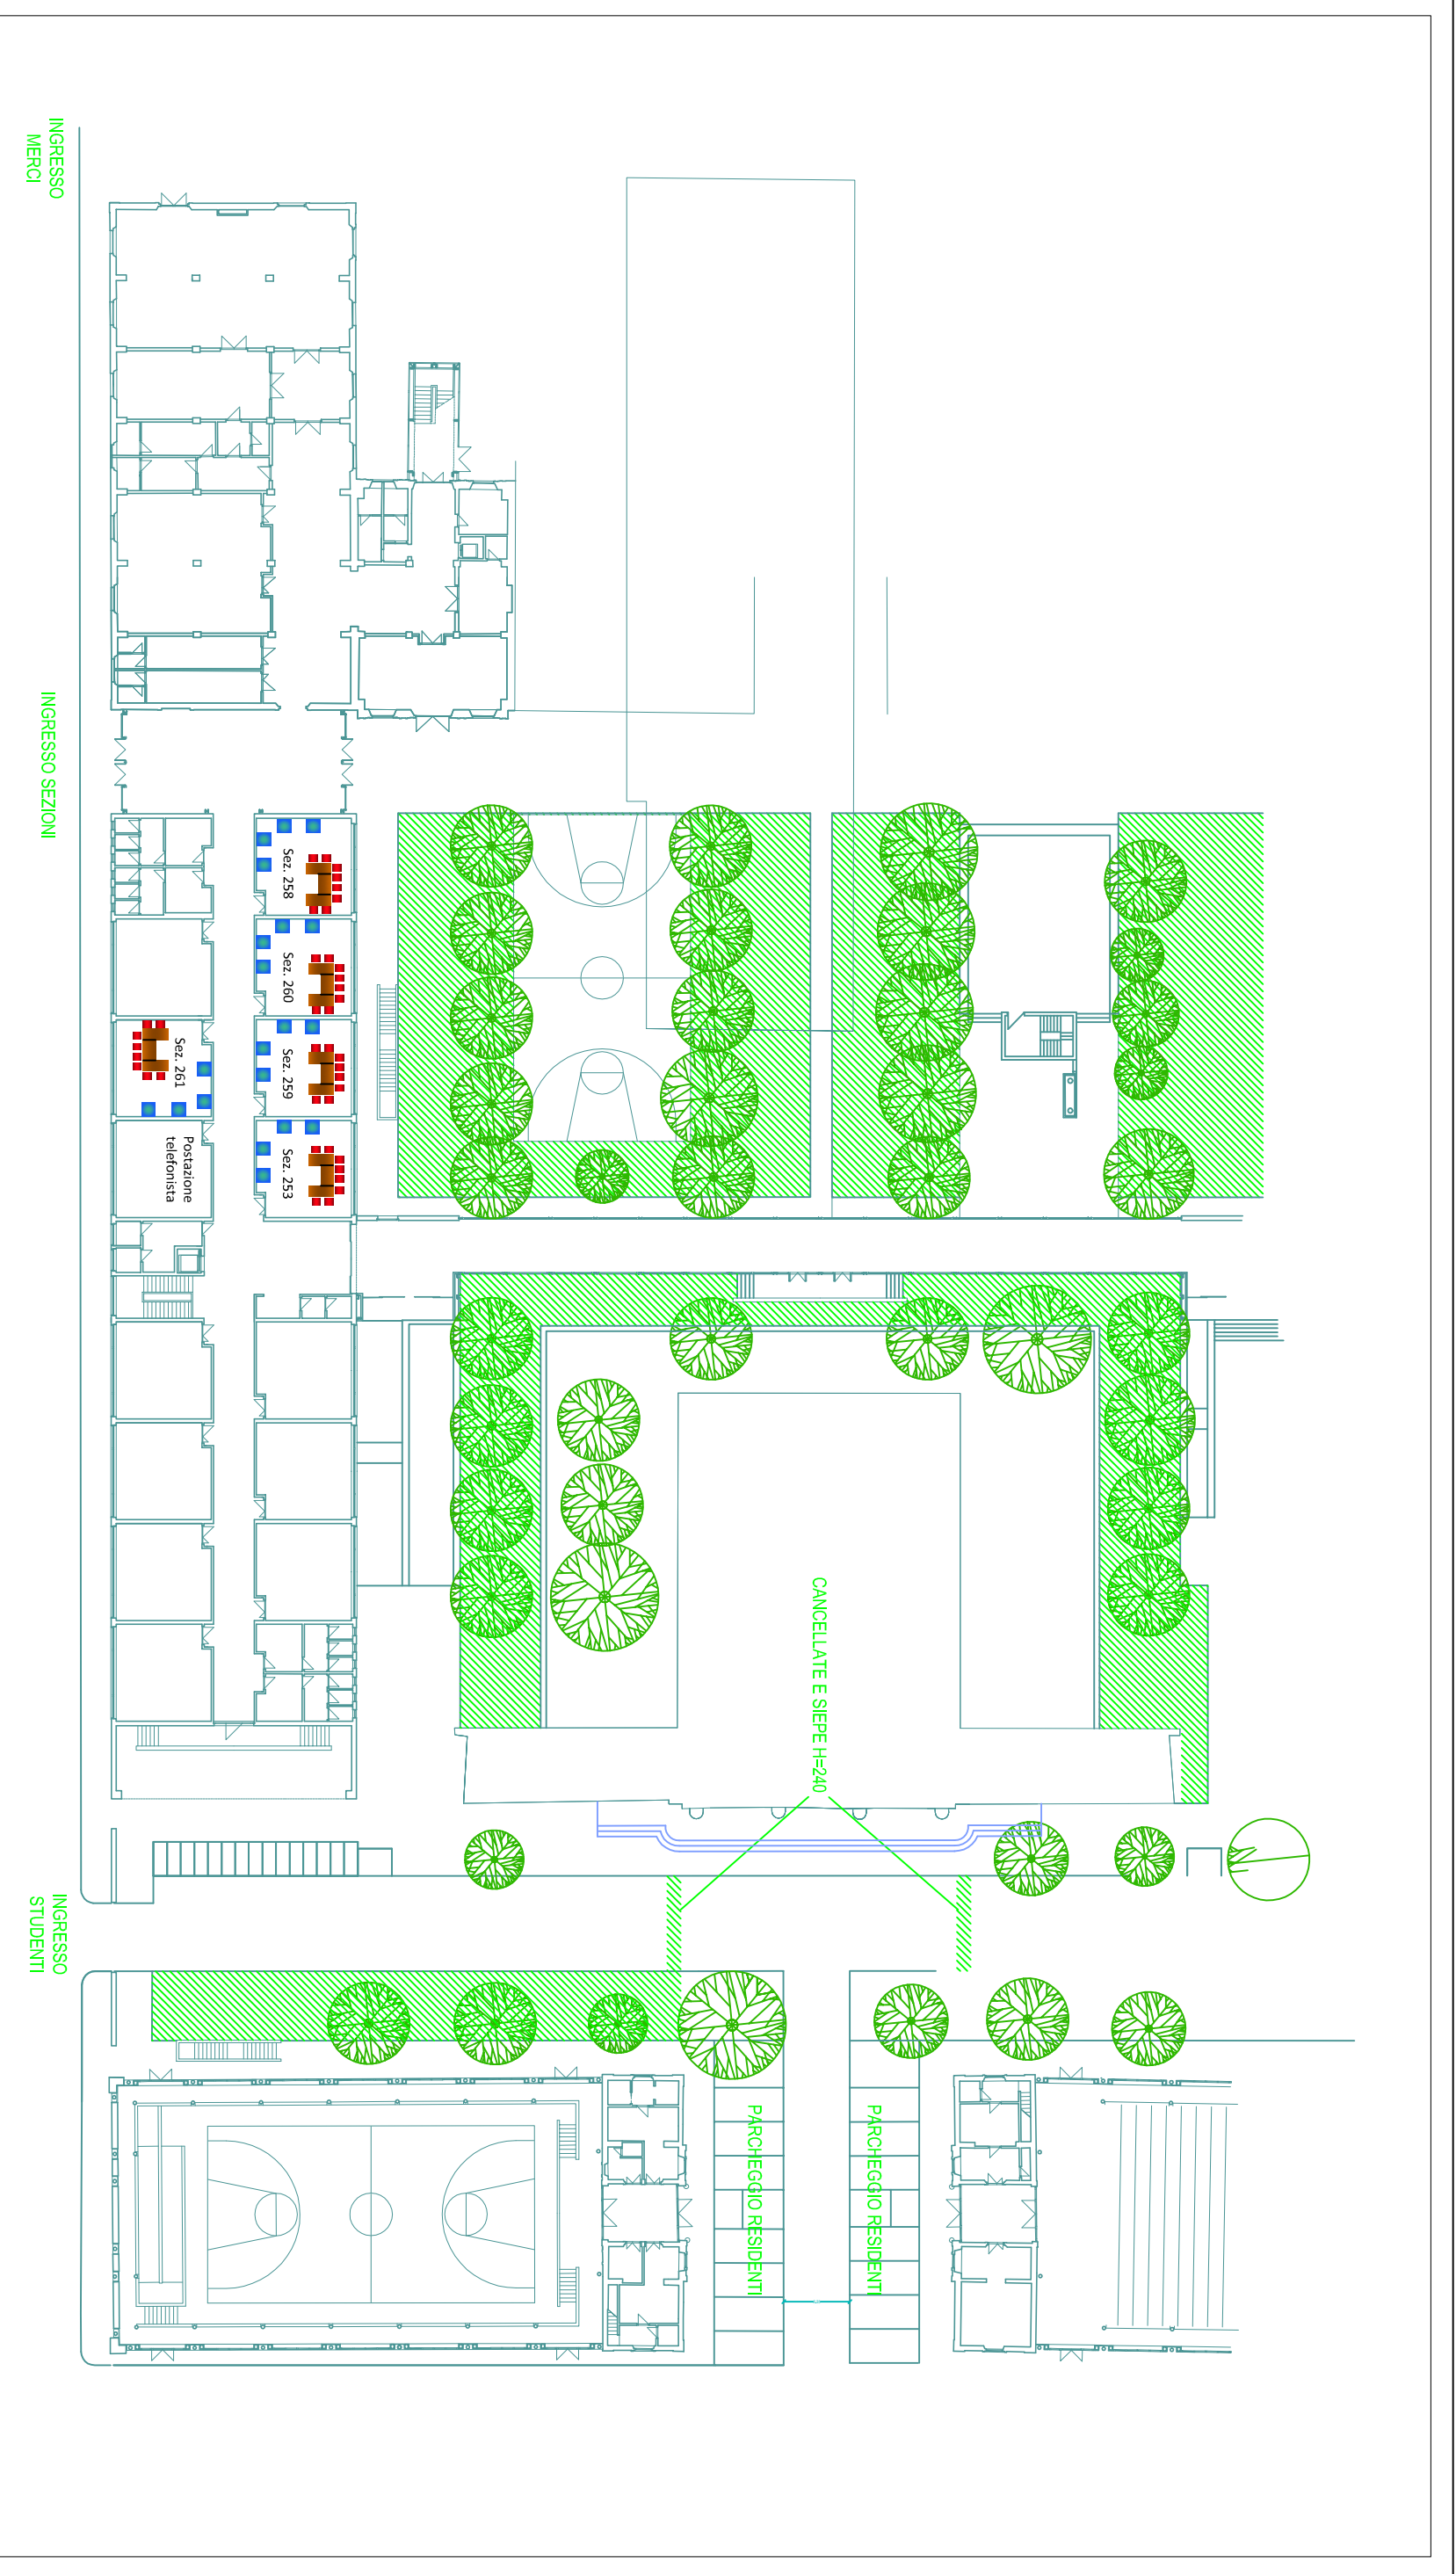 INGRESSO
MERCI
INGRESSO SEZIONI
Sez. 258
Sez. 260
Sez. 259
Sez. 261
Sez. 253
Postazione
telefonista
CANCELLATE E SIEPE H=240
INGRESSO
STUDENTI
PARCHEGGIO RESIDENTI
PARCHEGGIO RESIDENTI